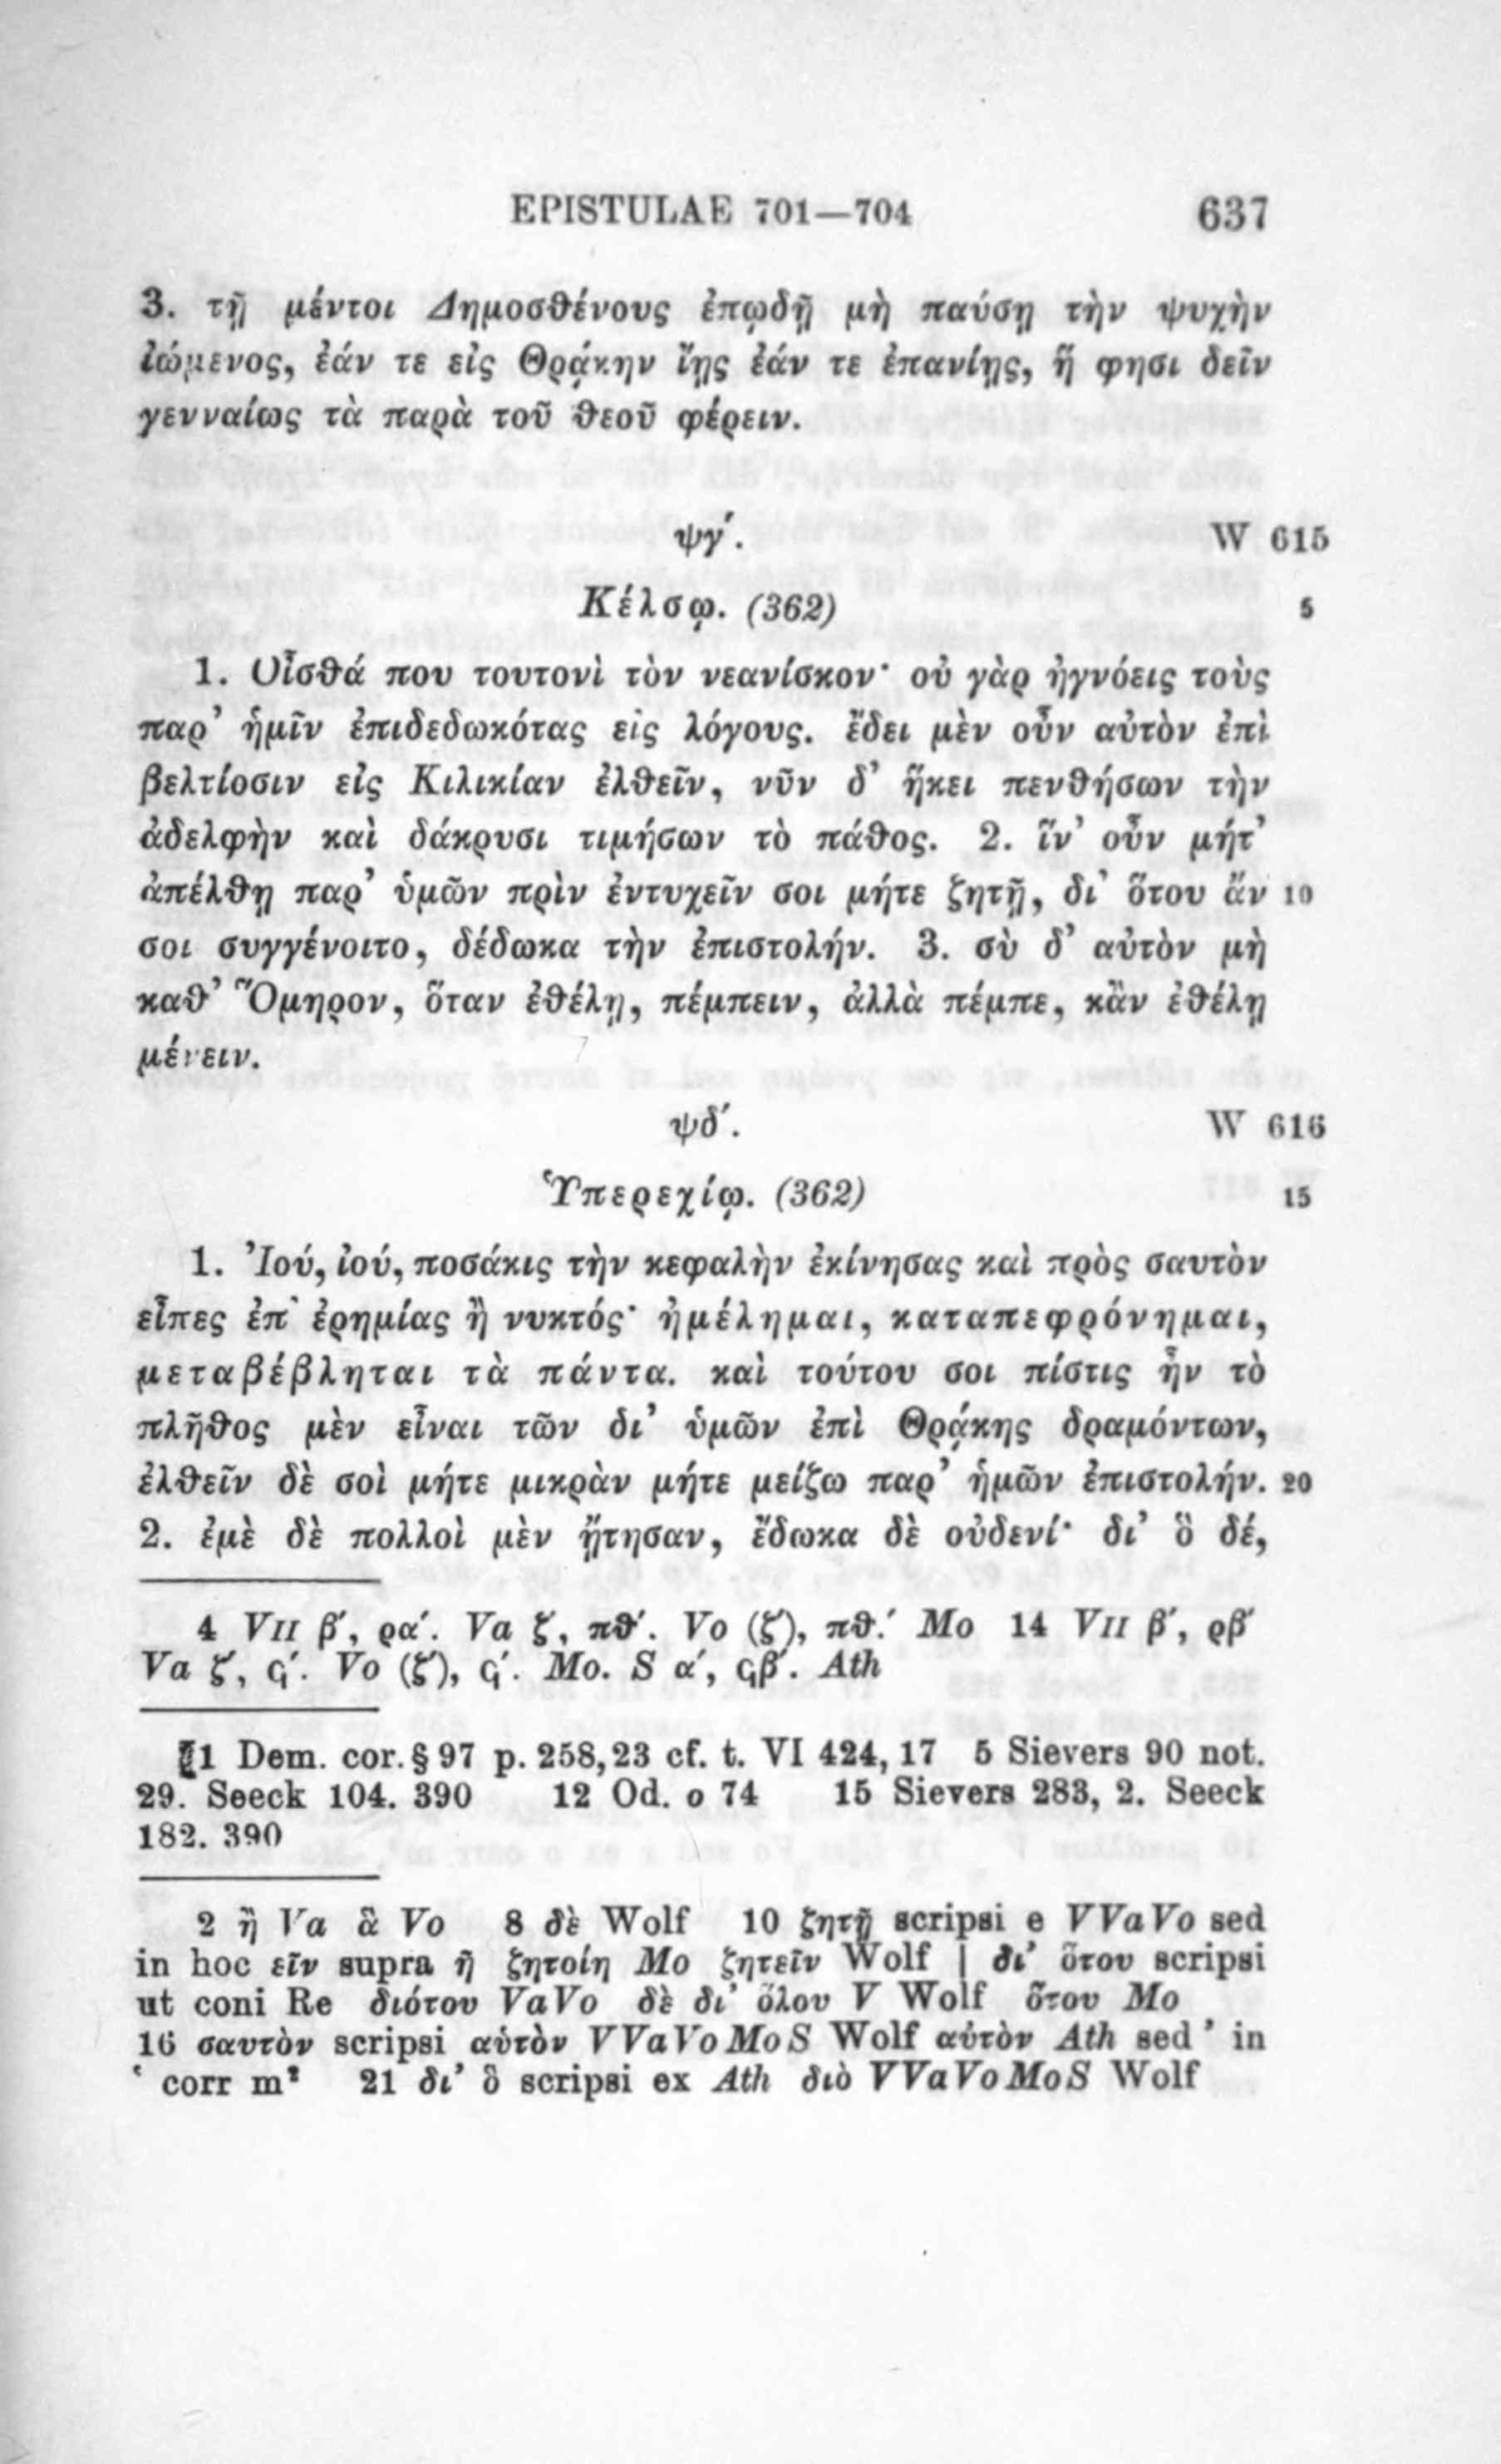 EPISTULAE 701—704 637
3. τῇ μέντοι Δημοσθένους ἐπῳδῇ μὴ παύσῃ τὴν ψυχὴν
ἰώμενος, ἐάν τε εἰς Θρᾴκην ἴῃς ἐάν τε ἐπανίῃς, ἥ φησι δεῖν
γενναίως τὰ παρὰ τοῦ θεοῦ φέρειν.
ψγ´. W 615
Κέλσῳ. (362) 5
1. Οἶσθά που τουτονὶ τὸν νεανίσκον· οὐ γὰρ ἠγνόεις τοὺς
παρ’ ἡμῖν ἐπιδεδωκότας εἰς λόγους. ἔδει μὲν οὖν αὐτὸν ἐπὶ
βελτίοσιν εἰς Κιλικίαν ἐλθεῖν, νῦν δ’ ἥκει πενθήσων τὴν
ἀδελφὴν καὶ δάκρυσι τιμήσων τὸ πάθος. 2. ἵν’ οὖν μήτ’
ἀπέλθῃ παρ’ ὑμῶν πρὶν ἐντυχεῖν σοι μήτε ζητῇ, δι’ ὅτου ἄν 10
σοι συγγένοιτο, δέδωκα τὴν ἐπιστολήν. 3. σὺ δ’ αὐτὸν μὴ
καθ’ Ὅμηρον, ὅταν ἐθέλῃ, πέμπειν, ἀλλὰ πέμπε, κἂν ἐθέλῃ
μένειν.
ψδ´. W 616
Ὑπερεχίῳ. (362) 15
1. Ἰού, ἰού, ποσάκις τὴν κεφαλὴν ἐκίνησας καὶ πρὸς σαυτὸν
εἶπες ἐπ’ ἐρημίας ἢ νυκτός· ἠμέλημαι, καταπεφρόνημαι,
μεταβέβληται τὰ πάντα. καὶ τούτου σοι πίστις ἦν τὸ
πλῆθος μὲν εἶναι τῶν δι’ ὑμῶν ἐπὶ Θρᾴκης δραμόντων,
ἐλθεῖν δὲ σοὶ μήτε μικρὰν μήτε μείζω παρ’ ἡμῶν ἐπιστολήν. 20
2. ἐμὲ δὲ πολλοὶ μὲν ᾔτησαν, ἔδωκα δὲ οὐδενί· δι’ ὃ δέ,
4 VII β´, ρα´. Va ζ, πθ´. Vo (ζ´), πθ.´ Mo 14 VII β´, ρβ´
Va ζ´, ϛ´. Vo (ζ´), ϛ´. Mo. S α´, ϛβ´. Ath
1 Dem. cor. § 97 p. 258, 23 cf. t. VI 424, 17 5 Sievers 90 not.
29. Seeck 104. 390 12 Od. ο 74 15 Sievers 283, 2. Seeck
182. 390
2 ἢ Va ἃ Vo 8 δὲ Wolf 10 ζητῇ scripsi e V Va Vo sed
in hoc εῖν supra ῆ ζητοίη Mo ζητεῖν Wolf | δι’ ὅτου scripsi
ut coni Re διότου Va Vo δὲ δι’ ὅλου V Wolf ὅτου Mo
16 σαυτὸν scripsi αὑτὸν V Va Vo Mo S Wolf αὐτὸν Ath sed ’ in
‘ corr m² 21 δι’ ὃ scripsi ex Ath διὸ V Va Vo Mo S Wolf